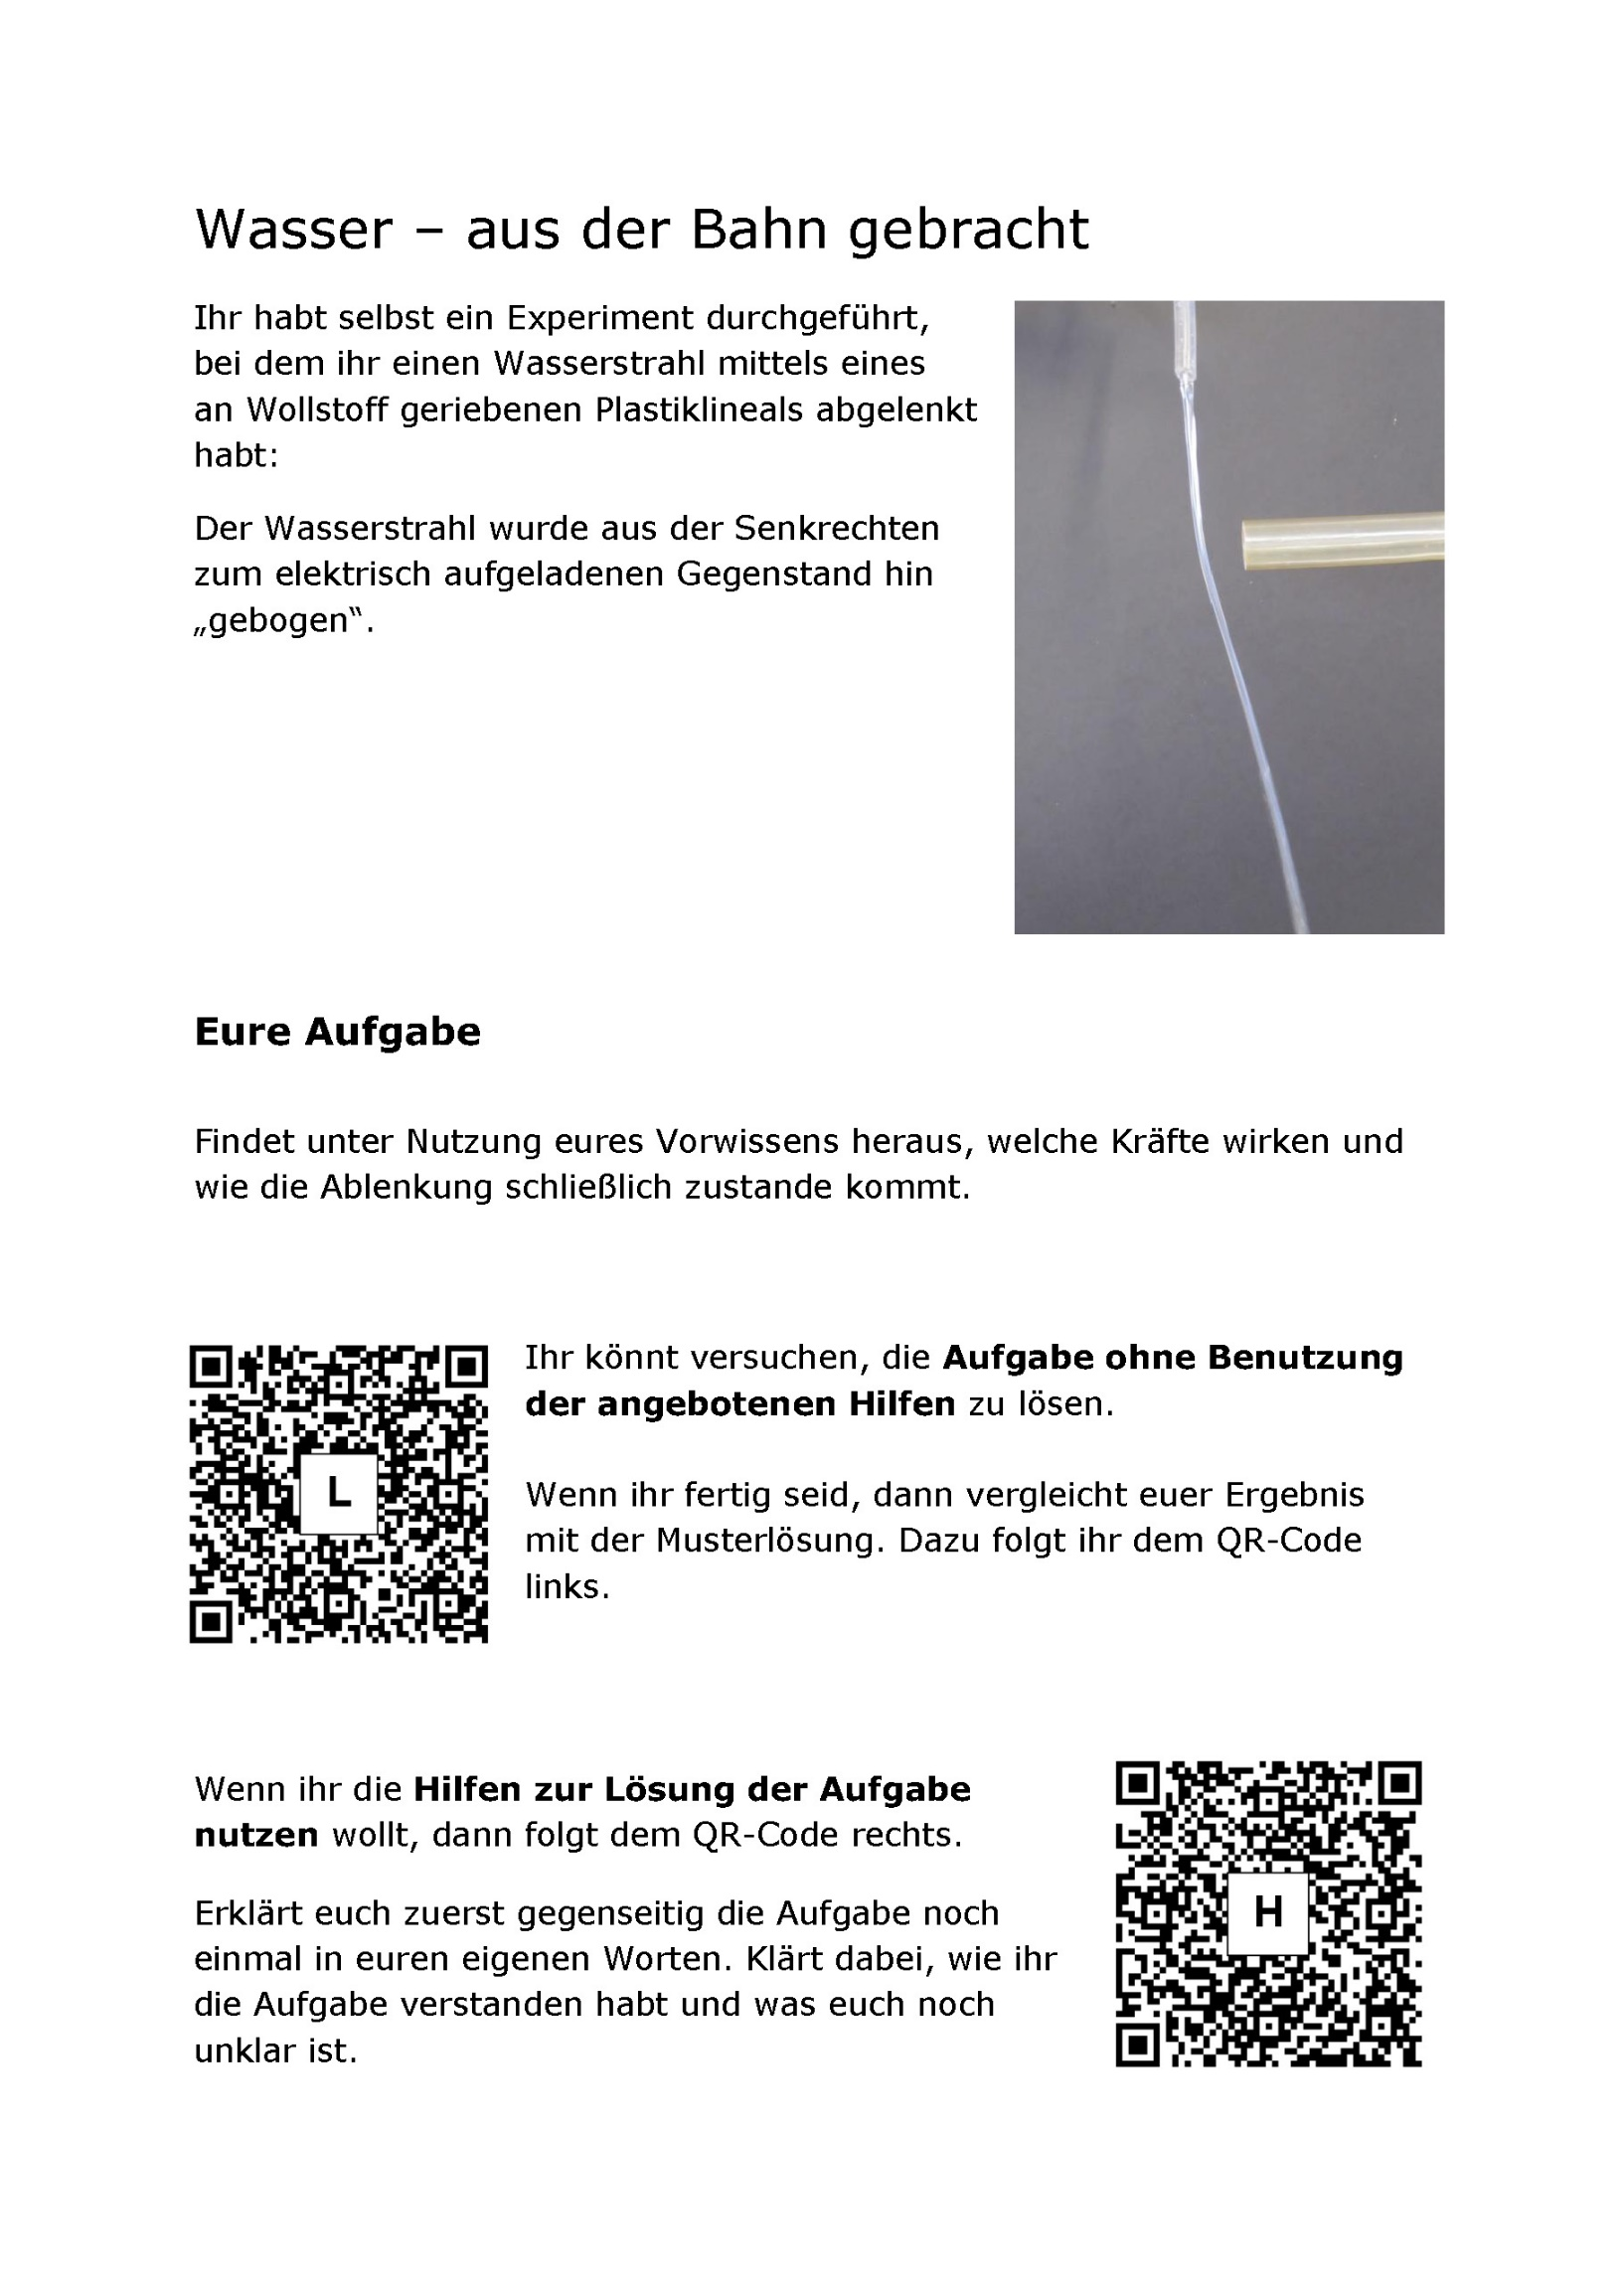 Wasser – aus der Bahn gebracht
Ihr habt selbst ein Experiment durchgeführt,
bei dem ihr einen Wasserstrahl mittels eines
an Wollstoff geriebenen Plastiklineals abgelenkt
habt:
Der Wasserstrahl wurde aus der Senkrechten
zum elektrisch aufgeladenen Gegenstand hin
„gebogen“.
Eure Aufgabe
Findet unter Nutzung eures Vorwissens heraus, welche Kräfte wirken und
wie die Ablenkung schließlich zustande kommt.
L
Ihr könnt versuchen, die Aufgabe ohne Benutzung
der angebotenen Hilfen zu lösen.
Wenn ihr fertig seid, dann vergleicht euer Ergebnis
mit der Musterlösung. Dazu folgt ihr dem QR-Code
links.
Wenn ihr die Hilfen zur Lösung der Aufgabe
nutzen wollt, dann folgt dem QR-Code rechts.
Erklärt euch zuerst gegenseitig die Aufgabe noch
einmal in euren eigenen Worten. Klärt dabei, wie ihr
die Aufgabe verstanden habt und was euch noch
unklar ist.
H